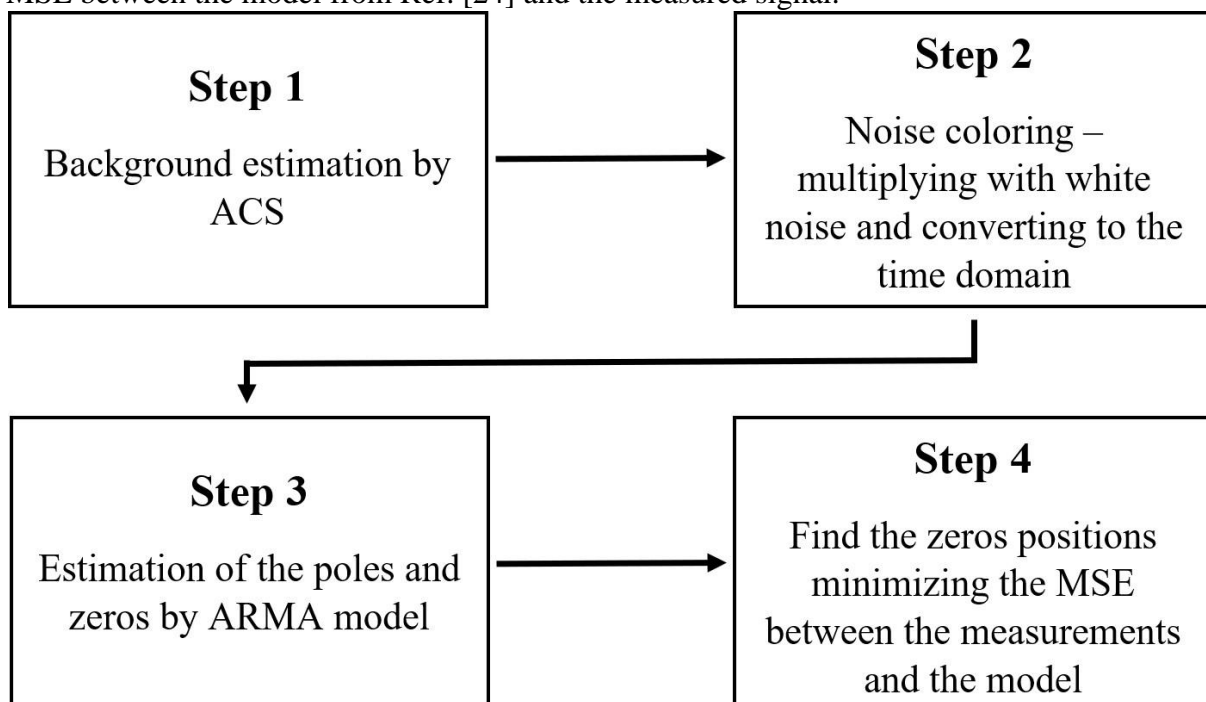 MSE between the model from Ref. [24] and the measured signal.
Step 1
Background estimation by
ACS
Step 2
Noise coloring –
multiplying with white
noise and converting to the
time domain
Step 3
Estimation of the poles and
zeros by ARMA model
Step 4
Find the zeros positions
minimizing the MSE
between the measurements
and the model